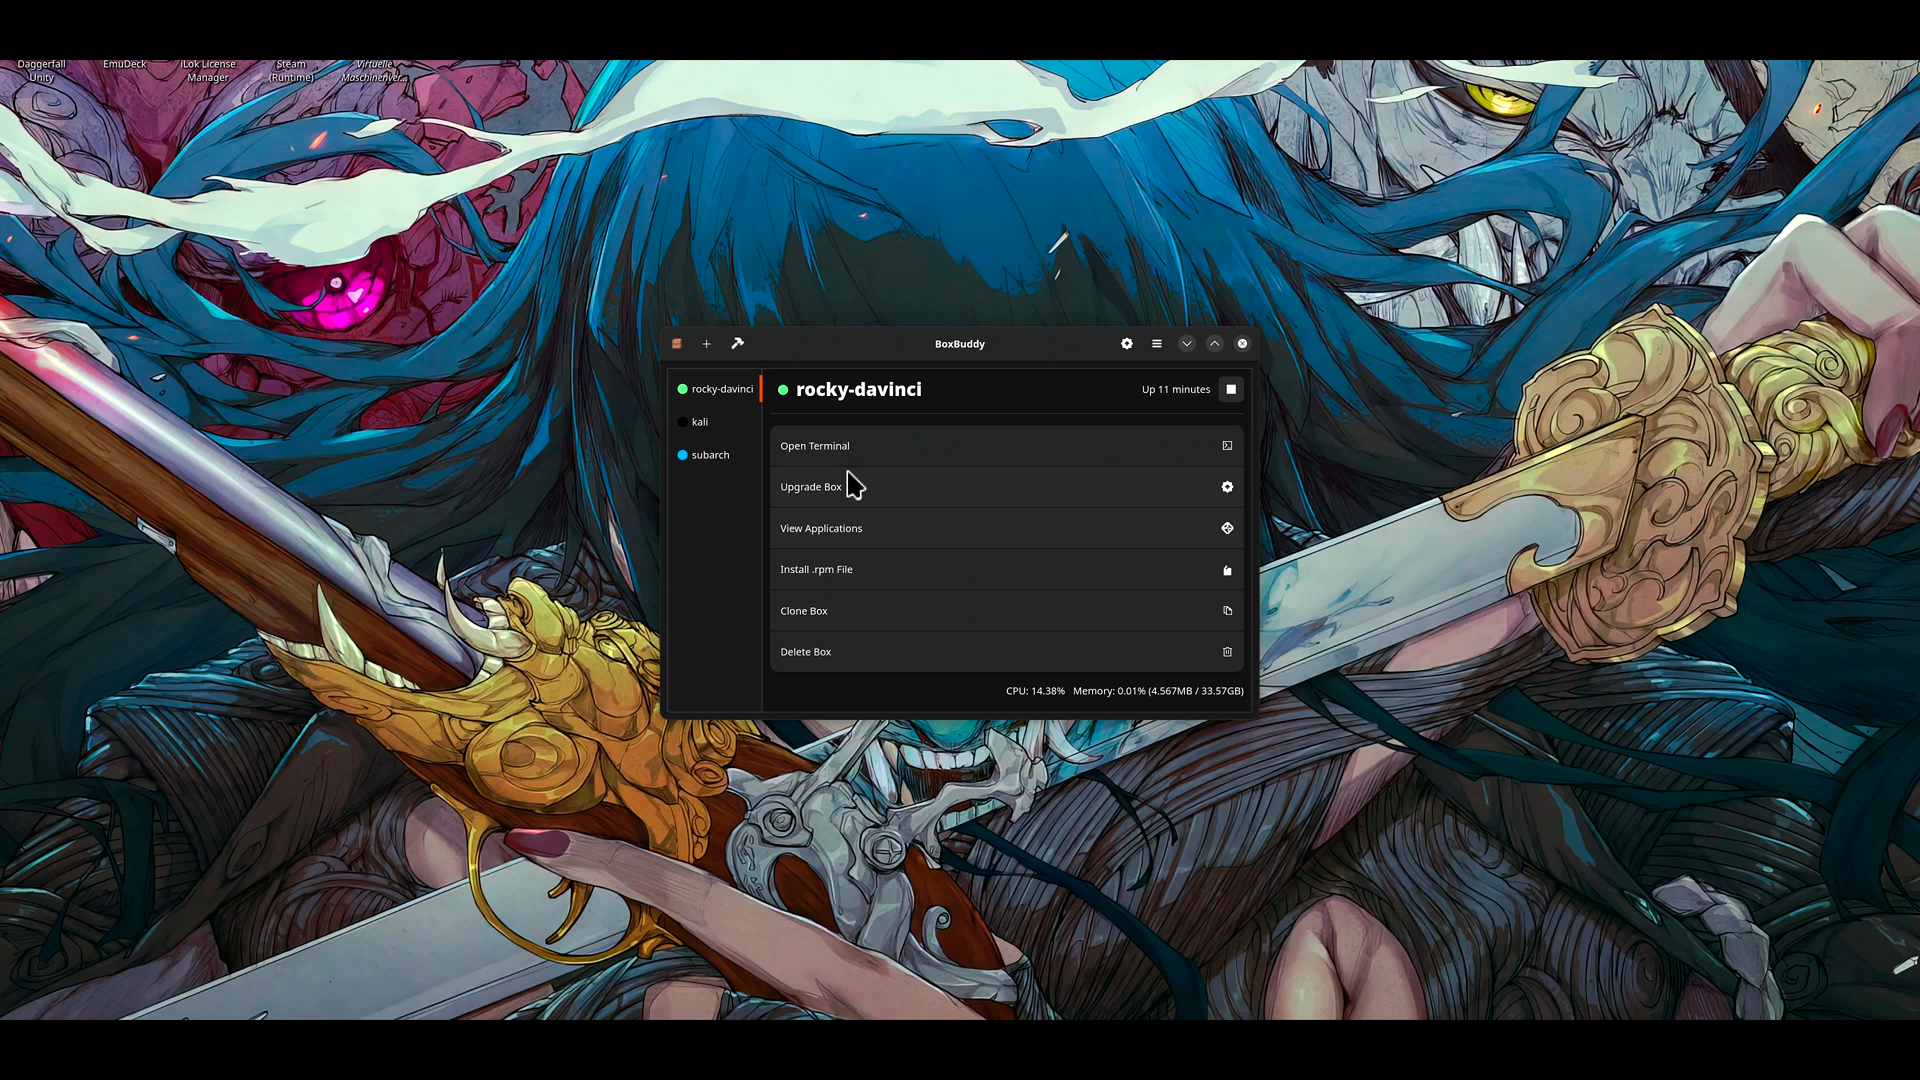 Daggerfall
Unity
EmuDeck
iLok License
Manager
Steam
(Runtime)
Virtuelle
Maschinenver...
BoxBuddy
rocky-davinci
kali
subarch
rocky-davinci
Up 11 minutes
Open Terminal
Upgrade Box
View Applications
Install .rpm File
Clone Box
Delete Box
CPU: 14.38% Memory: 0.01% (4.567MB / 33.57GB)